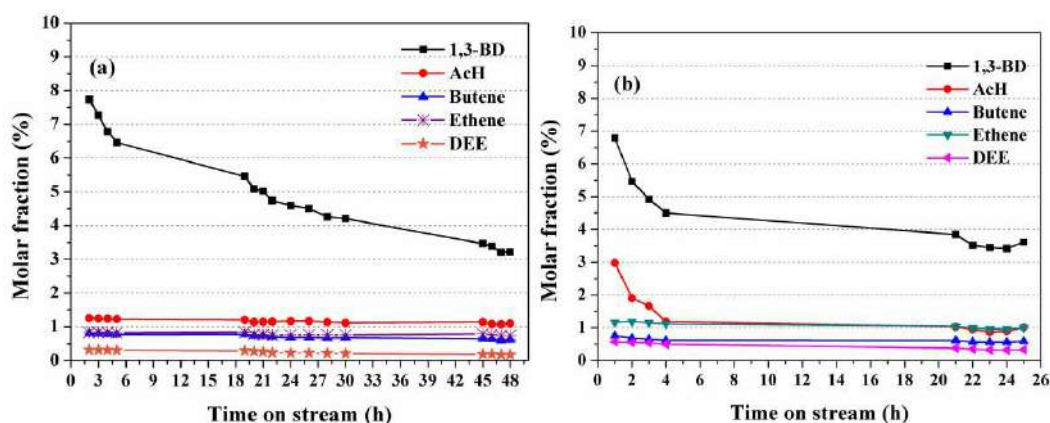 10
9
8
7
6
5
4
3
2
1
0
Molar fraction (%)
(a)
1,3-BD
AcH
Butene
Ethene
DEE
0 3 6 9 12 15 18 21 24 27 30 33 36 39 42 45 48
Time on stream (h)
10
9
8
7
6
5
4
3
2
1
0
Molar fraction (%)
(b)
1,3-BD
AcH
Butene
Ethene
DEE
0 2 4 6 8 10 12 14 16 18 20 22 24 26
Time on stream (h)